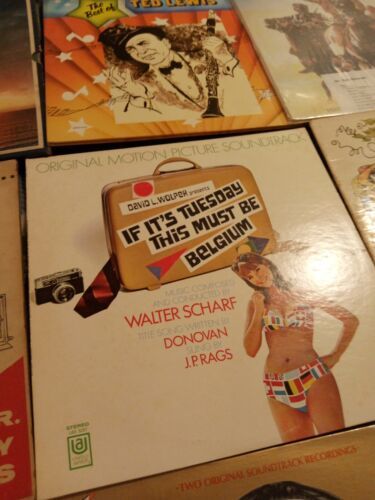 The Best of
TED LEWIS
ORIGINAL MOTION PICTURE SOUNDTRACK
DAVID L. WOLPER presents
IF IT'S TUESDAY
THIS MUST BE
BELGIUM
MUSIC COMPOSED
AND CONDUCTED BY
WALTER SCHARF
TITLE SONG WRITTEN BY
DONOVAN
SUNG BY
J.P. RAGS
STEREO
UA
R.
Y
S
-TWO ORIGINAL SOUNDTRACK RECORDINGS-